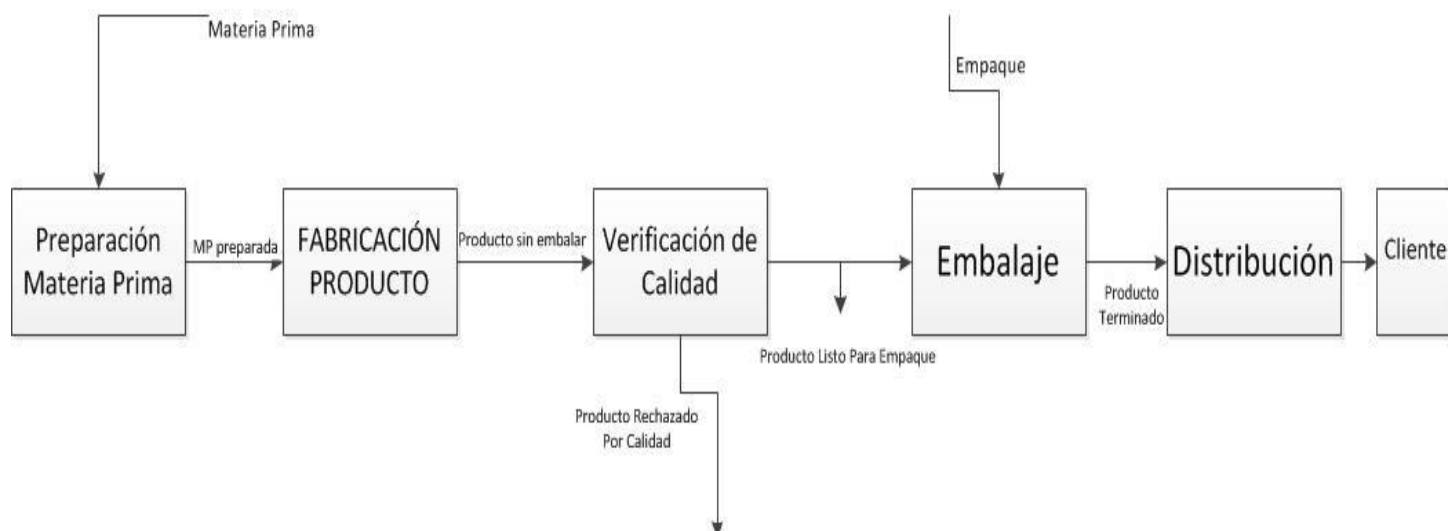 Materia Prima
Empaque
Preparación
Materia Prima
MP preparada
FABRICACIÓN
PRODUCTO
Producto sin embalar
Verificación de
Calidad
Producto Listo Para Empaque
Producto Rechazado
Por Calidad
Embalaje
Producto
Terminado
Distribución
Cliente